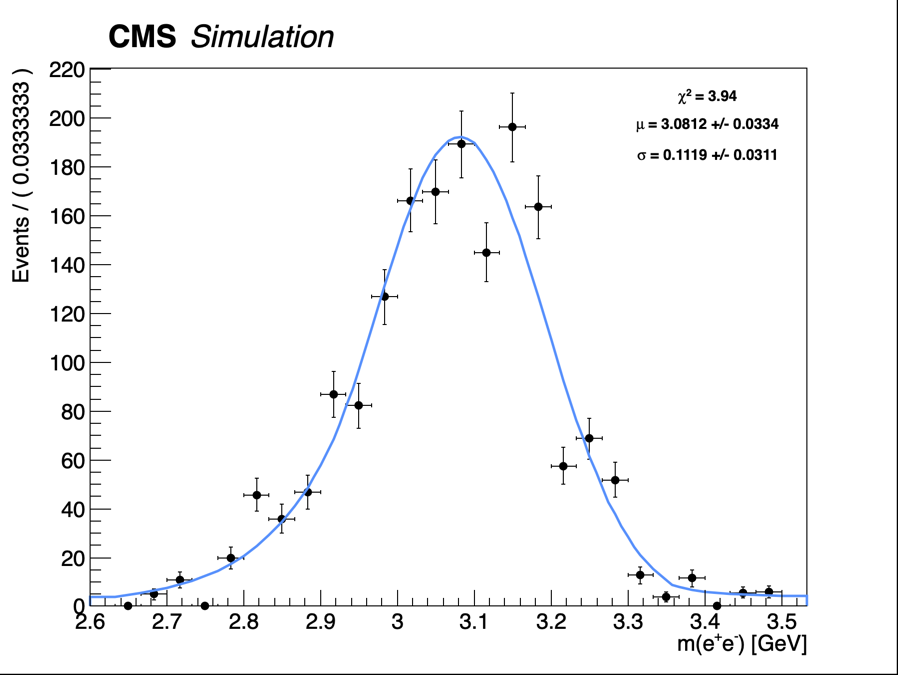 CMS Simulation
Events / ( 0.0333333 )
220
200
180
160
140
120
100
80
60
40
20
0
χ² = 3.94
μ = 3.0812 +/- 0.0334
σ = 0.1119 +/- 0.0311
2.6 2.7 2.8 2.9 3 3.1 3.2 3.3 3.4 3.5
m(e⁺e⁻) [GeV]